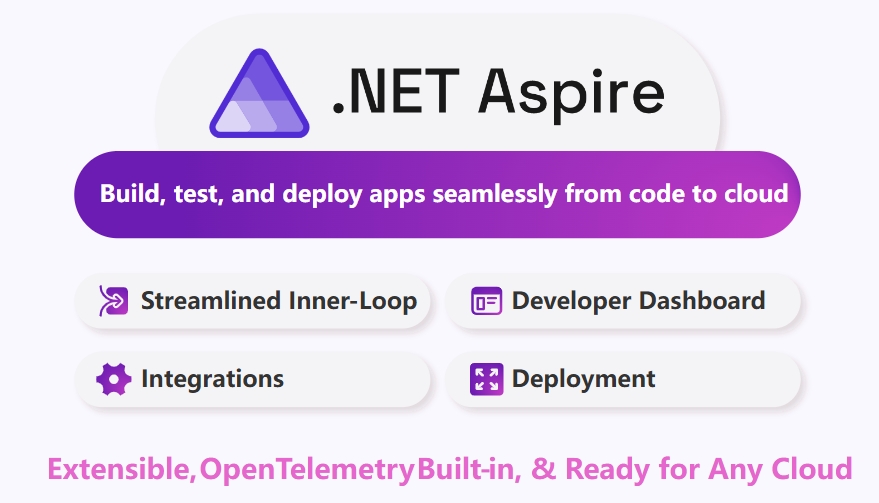 .NET Aspire
Build, test, and deploy apps seamlessly from code to cloud
Streamlined Inner-Loop
Developer Dashboard
Integrations
Deployment
Extensible, OpenTelemetry Built-in, & Ready for Any Cloud